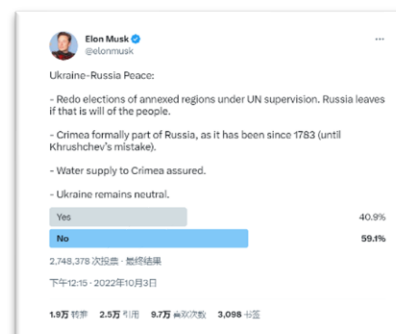 Elon Musk
@elonmusk
Ukraine-Russia Peace:
- Redo elections of annexed regions under UN supervision. Russia leaves
if that is will of the people.
- Crimea formally part of Russia, as it has been since 1783 (until
Khrushchev's mistake).
- Water supply to Crimea assured.
- Ukraine remains neutral.
Yes 40.9%
No 59.1%
2,748,378 次投票 · 最终结果
下午12:15 · 2022年10月3日
1.9万 转推 2.5万 引用 9.7万 喜欢次数 3,098 书签